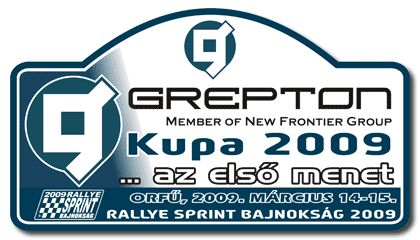 g
g
GREPTON
MEMBER OF NEW FRONTIER GROUP
Kupa 2009
... az első menet
2009 RALLYE
SPRINT
BAJNOKSÁG
ORFŰ, 2009. MÁRCIUS 14-15.
RALLYE SPRINT BAJNOKSÁG 2009